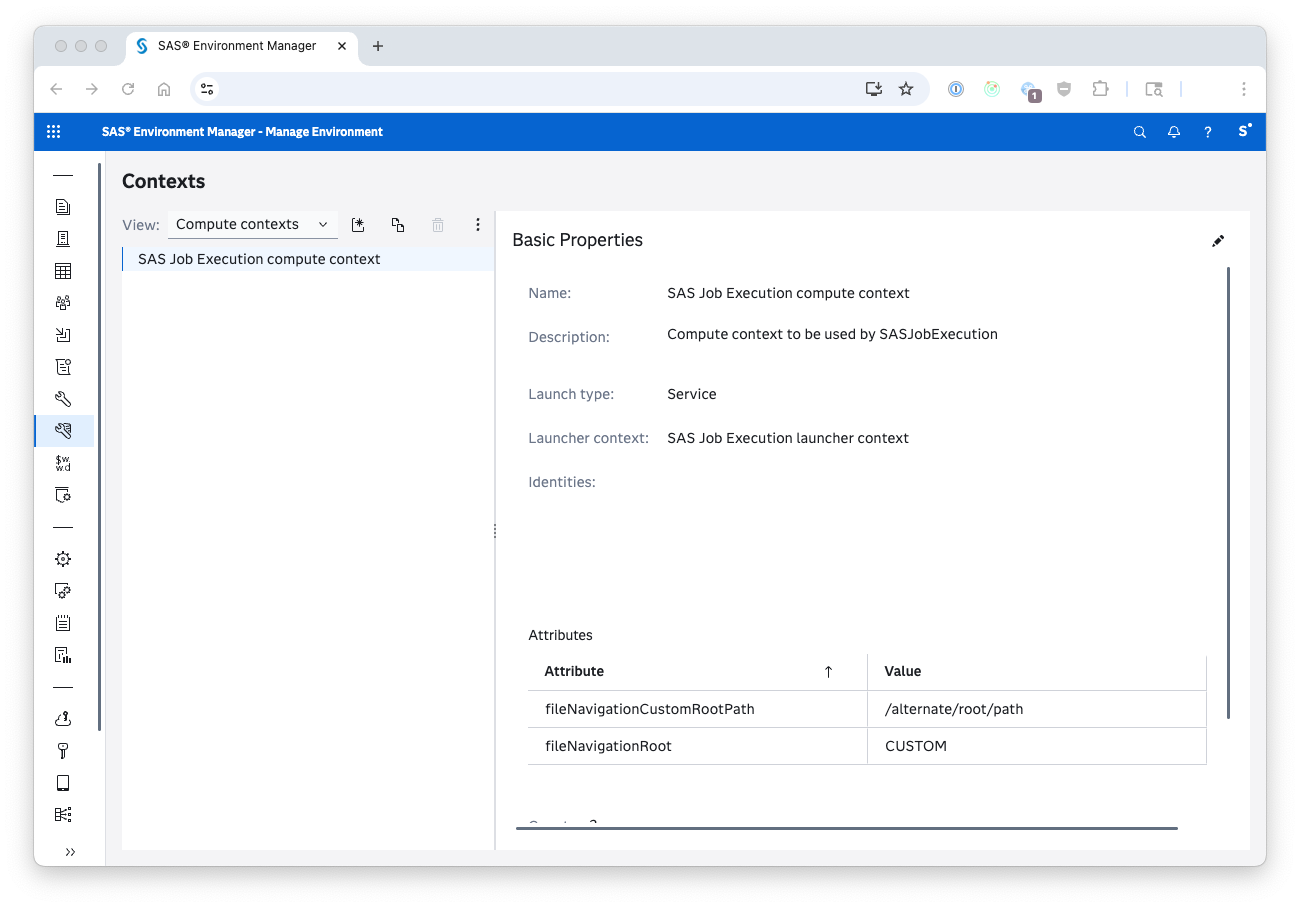 SAS® Environment Manager
1
SAS® Environment Manager - Manage Environment
? S
Contexts
View: Compute contexts
SAS Job Execution compute context
Basic Properties
Name: SAS Job Execution compute context
Description: Compute context to be used by SASJobExecution
Launch type: Service
Launcher context: SAS Job Execution launcher context
Identities:
$w.
w.d
Attributes
Attribute ↑ Value
fileNavigationCustomRootPath /alternate/root/path
fileNavigationRoot CUSTOM